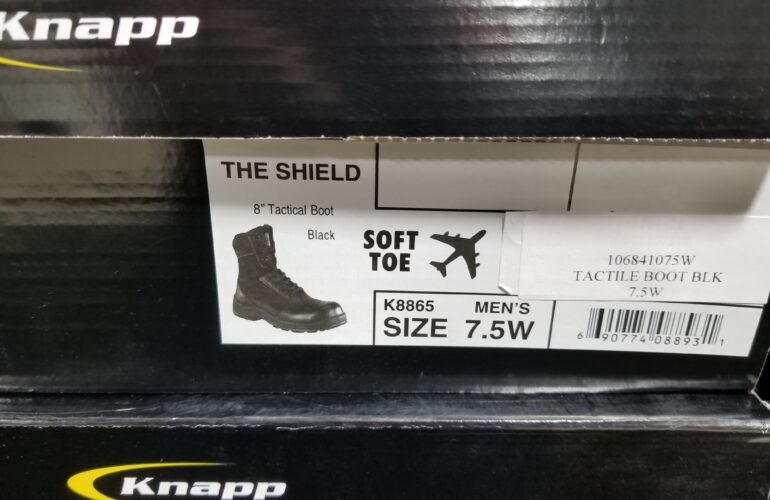 Knapp
THE SHIELD
8" Tactical Boot
Black
SOFT
TOE
106841075W
TACTILE BOOT BLK
7.5W
K8865 MEN'S
SIZE 7.5W
6 90774 08893 1
Knapp